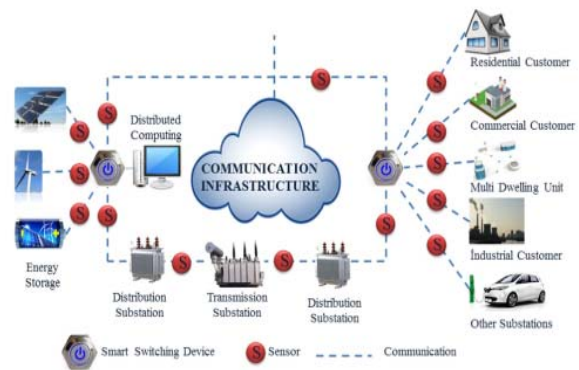 S
Residential Customer
S
S
S
Distributed
Computing
S
Commercial Customer
S
COMMUNICATION
INFRASTRUCTURE
S
Multi Dwelling Unit
S
S
S
Industrial Customer
S
Energy
Storage
S
S
S
Distribution
Substation
Transmission
Substation
Distribution
Substation
Other Substations
Smart Switching Device
S
Sensor
Communication